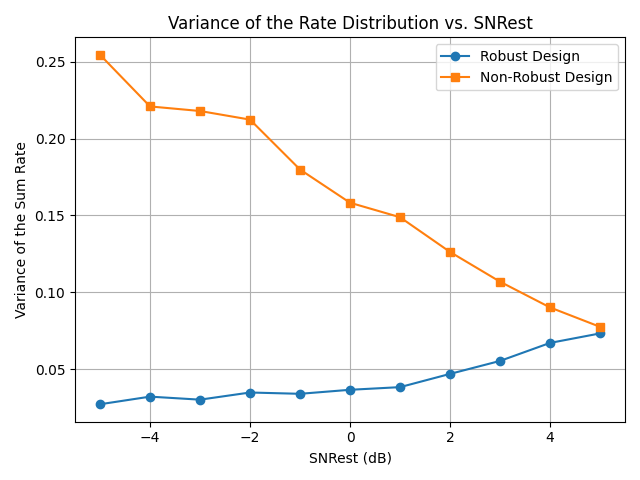 Variance of the Rate Distribution vs. SNRest
Robust Design
Non-Robust Design
Variance of the Sum Rate
0.25
0.20
0.15
0.10
0.05
−4
−2
0
2
4
SNRest (dB)